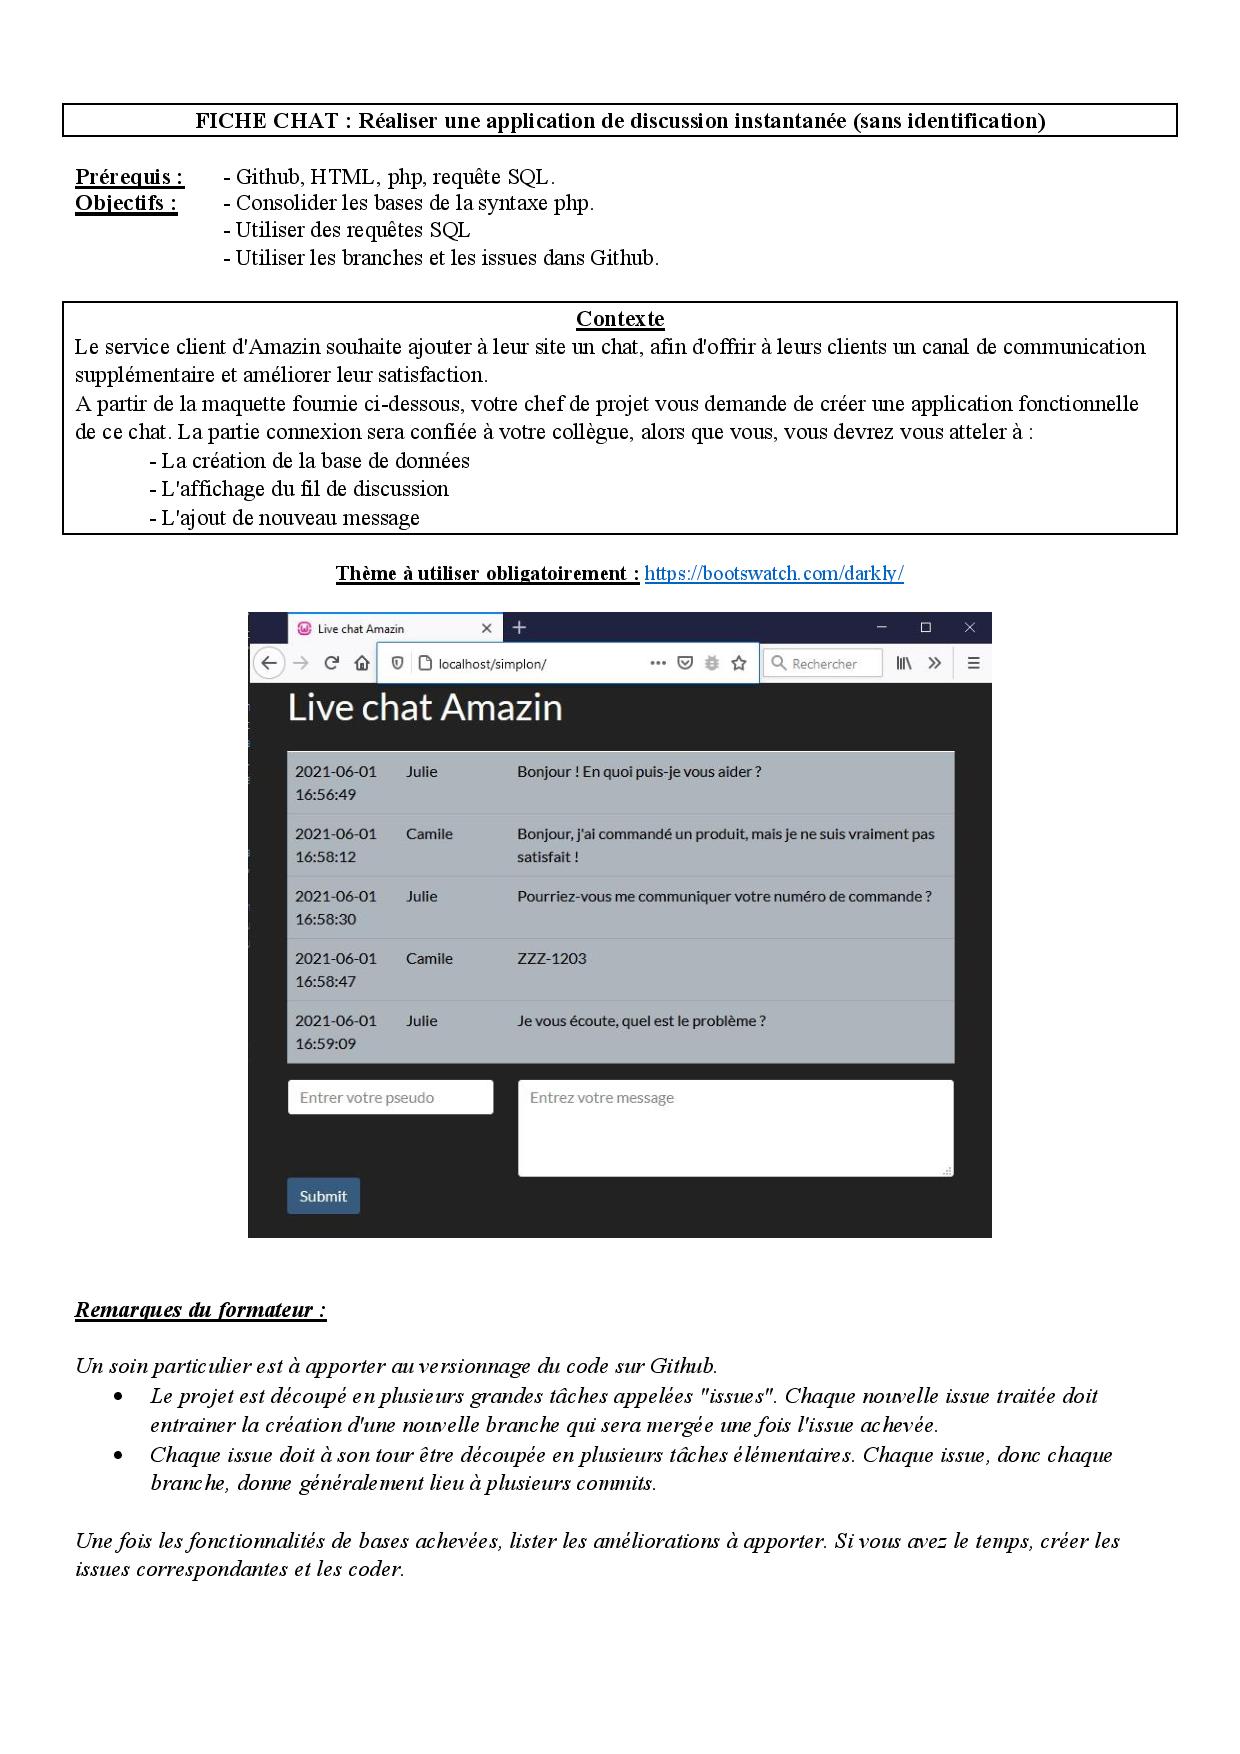 FICHE CHAT : Réaliser une application de discussion instantanée (sans identification)
Prérequis : - Github, HTML, php, requête SQL.
Objectifs : - Consolider les bases de la syntaxe php.
- Utiliser des requêtes SQL
- Utiliser les branches et les issues dans Github.
Contexte
Le service client d'Amazin souhaite ajouter à leur site un chat, afin d'offrir à leurs clients un canal de communication
supplémentaire et améliorer leur satisfaction.
A partir de la maquette fournie ci-dessous, votre chef de projet vous demande de créer une application fonctionnelle
de ce chat. La partie connexion sera confiée à votre collègue, alors que vous, vous devrez vous atteler à :
- La création de la base de données
- L'affichage du fil de discussion
- L'ajout de nouveau message
Thème à utiliser obligatoirement : https://bootswatch.com/darkly/
Live chat Amazin
localhost/simplon/ Rechercher
Live chat Amazin
2021-06-01 Julie Bonjour ! En quoi puis-je vous aider ?
16:56:49
2021-06-01 Camile Bonjour, j'ai commandé un produit, mais je ne suis vraiment pas
16:58:12 satisfait !
2021-06-01 Julie Pourriez-vous me communiquer votre numéro de commande ?
16:58:30
2021-06-01 Camile ZZZ-1203
16:58:47
2021-06-01 Julie Je vous écoute, quel est le problème ?
16:59:09
Entrer votre pseudo Entrez votre message
Submit
Remarques du formateur :
Un soin particulier est à apporter au versionnage du code sur Github.
• Le projet est découpé en plusieurs grandes tâches appelées "issues". Chaque nouvelle issue traitée doit
entrainer la création d'une nouvelle branche qui sera mergée une fois l'issue achevée.
• Chaque issue doit à son tour être découpée en plusieurs tâches élémentaires. Chaque issue, donc chaque
branche, donne généralement lieu à plusieurs commits.
Une fois les fonctionnalités de bases achevées, lister les améliorations à apporter. Si vous avez le temps, créer les
issues correspondantes et les coder.